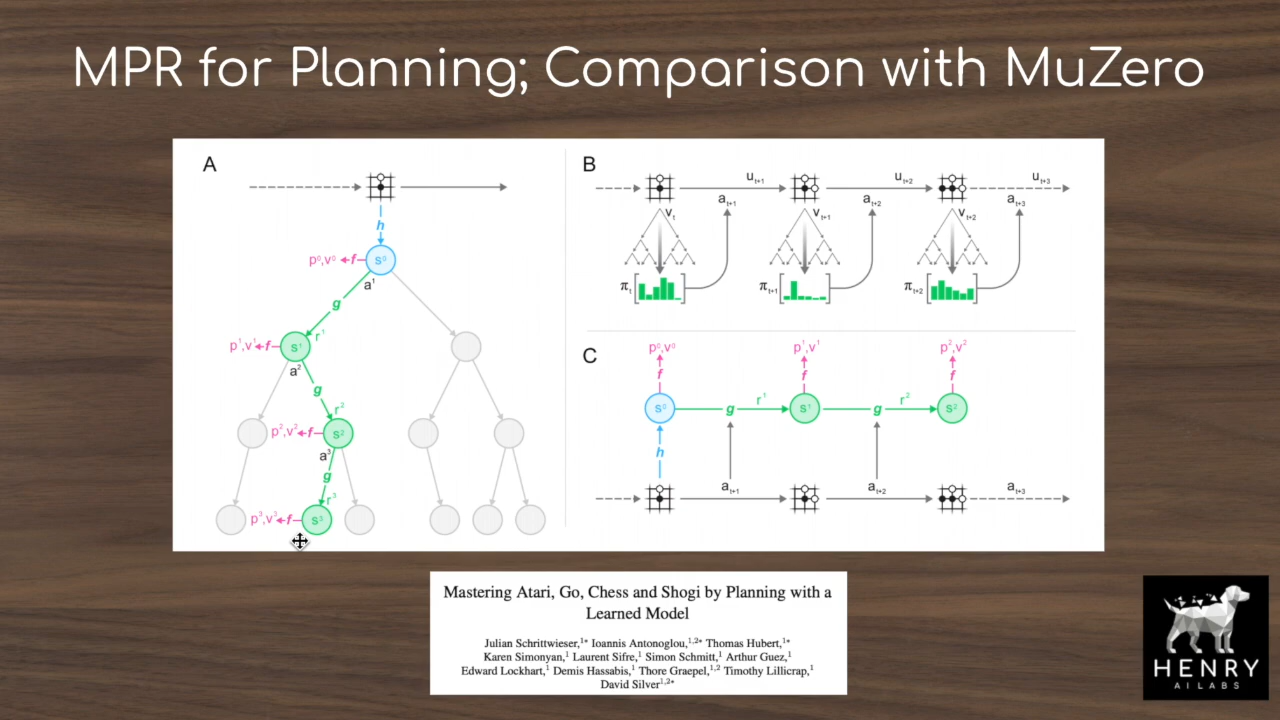 MPR for Planning; Comparison with MuZero
A
h
p⁰,v⁰ f s⁰
a¹
g
r¹
p¹,v¹ f s¹
a²
g
r²
p²,v² f s²
a³
g
r³
p³,v³ f s³
B
uₜ₊₁ uₜ₊₂ uₜ₊₃
aₜ₊₁ aₜ₊₂ aₜ₊₃
vₜ vₜ₊₁ vₜ₊₂
πₜ πₜ₊₁ πₜ₊₂
C
p⁰,v⁰ p¹,v¹ p²,v²
f f f
s⁰ g r¹ s¹ g r² s²
h
aₜ₊₁ aₜ₊₂ aₜ₊₃
Mastering Atari, Go, Chess and Shogi by Planning with a
Learned Model
Julian Schrittwieser,¹* Ioannis Antonoglou,¹,²* Thomas Hubert,¹*
Karen Simonyan,¹ Laurent Sifre,¹ Simon Schmitt,¹ Arthur Guez,¹
Edward Lockhart,¹ Demis Hassabis,¹ Thore Graepel,¹,² Timothy Lillicrap,¹
David Silver¹,²*
HENRY
AI LABS